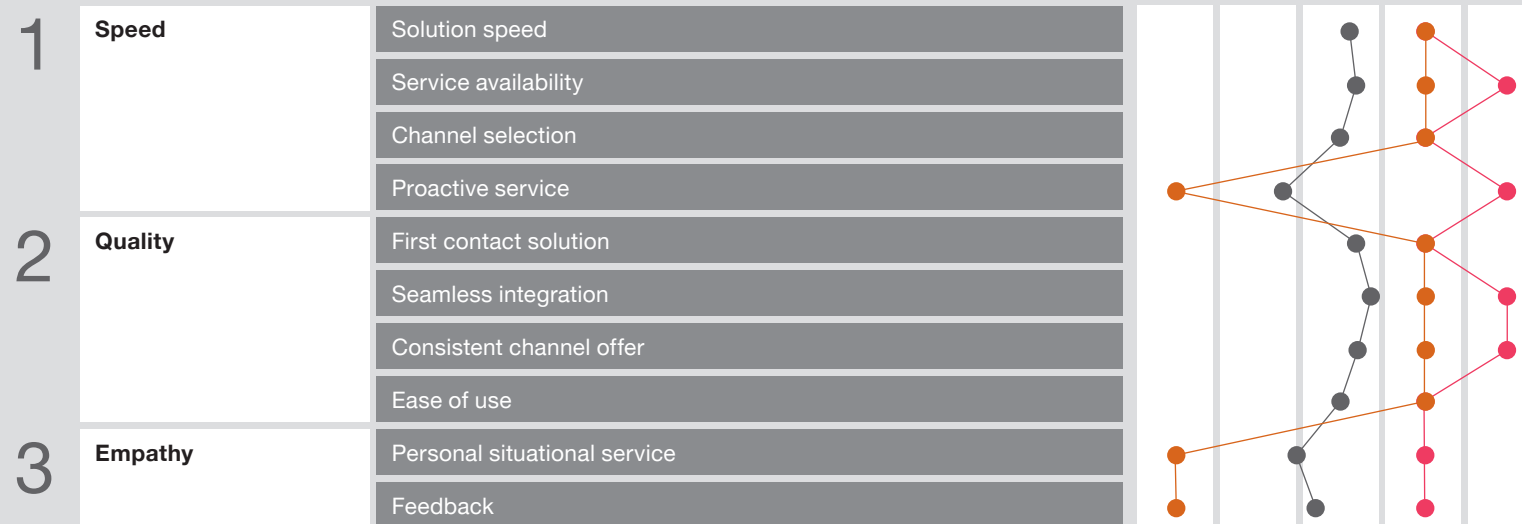 1
Speed
Solution speed
Service availability
Channel selection
Proactive service
2
Quality
First contact solution
Seamless integration
Consistent channel offer
Ease of use
3
Empathy
Personal situational service
Feedback